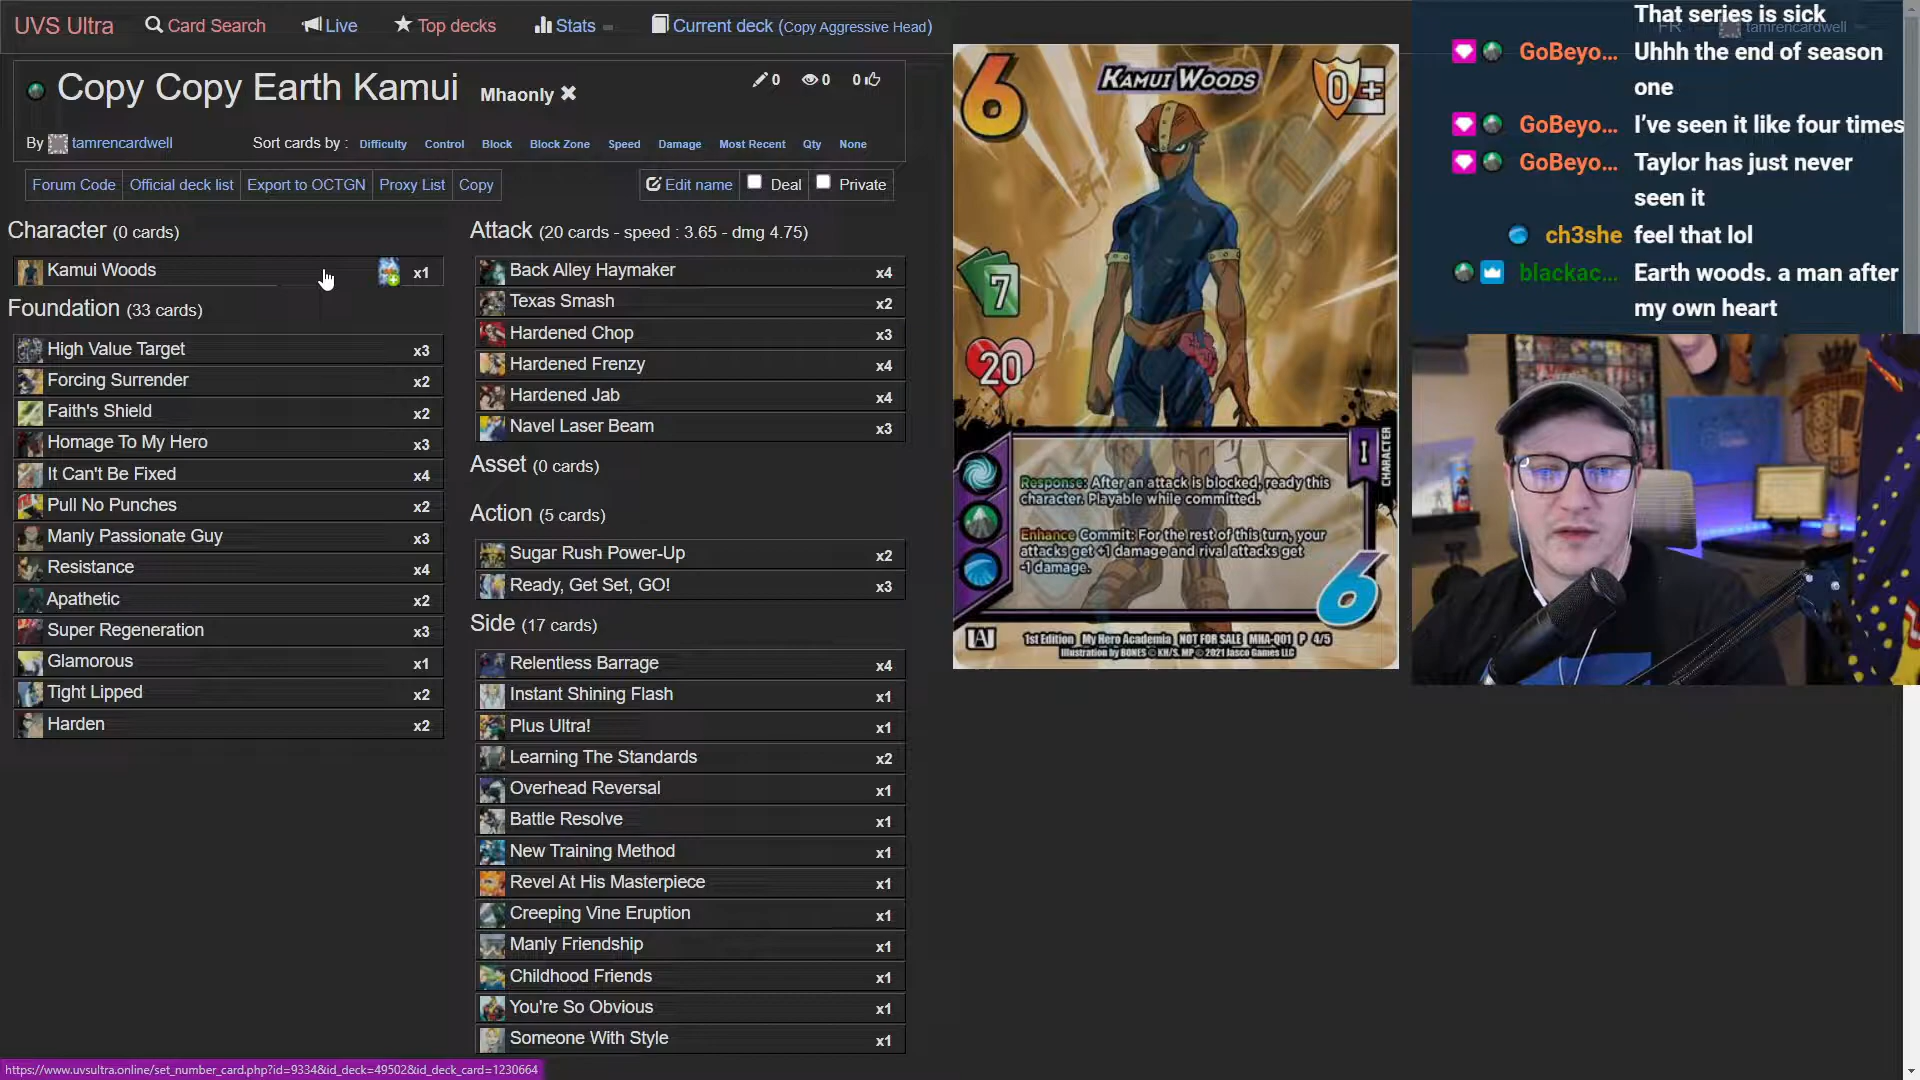 UVS Ultra
Card Search
Live
Top decks
Stats
Current deck (Copy Aggressive Head)
FR
tamrencardwell
Copy Copy Earth Kamui
Mhaonly
0
0
0
By tamrencardwell
Sort cards by :
Difficulty
Control
Block
Block Zone
Speed
Damage
Most Recent
Qty
None
Forum Code
Official deck list
Export to OCTGN
Proxy List
Copy
Edit name
Deal
Private
Character (0 cards)
Kamui Woods x1
Foundation (33 cards)
High Value Target x3
Forcing Surrender x2
Faith's Shield x2
Homage To My Hero x3
It Can't Be Fixed x4
Pull No Punches x2
Manly Passionate Guy x3
Resistance x4
Apathetic x2
Super Regeneration x3
Glamorous x1
Tight Lipped x2
Harden x2
Attack (20 cards - speed : 3.65 - dmg 4.75)
Back Alley Haymaker x4
Texas Smash x2
Hardened Chop x3
Hardened Frenzy x4
Hardened Jab x4
Navel Laser Beam x3
Asset (0 cards)
Action (5 cards)
Sugar Rush Power-Up x2
Ready, Get Set, GO! x3
Side (17 cards)
Relentless Barrage x4
Instant Shining Flash x1
Plus Ultra! x1
Learning The Standards x2
Overhead Reversal x1
Battle Resolve x1
New Training Method x1
Revel At His Masterpiece x1
Creeping Vine Eruption x1
Manly Friendship x1
Childhood Friends x1
You're So Obvious x1
Someone With Style x1
6
KAMUI WOODS
0 +
7
20
I
CHARACTER
Response: After an attack is blocked, ready this
character. Playable while committed.
Enhance Commit: For the rest of this turn, your
attacks get +1 damage and rival attacks get
-1 damage.
6
[A]
1st Edition My Hero Academia NOT FOR SALE MHA-Q01 P 4/5
Illustration by BONES © KH/S, MP © 2021 Jasco Games LLC
That series is sick
GoBeyo... Uhhh the end of season
one
GoBeyo... I've seen it like four times
GoBeyo... Taylor has just never
seen it
ch3she feel that lol
blackac... Earth woods. a man after
my own heart
https://www.uvsultra.online/set_number_card.php?id=9334&id_deck=49502&id_deck_card=1230664